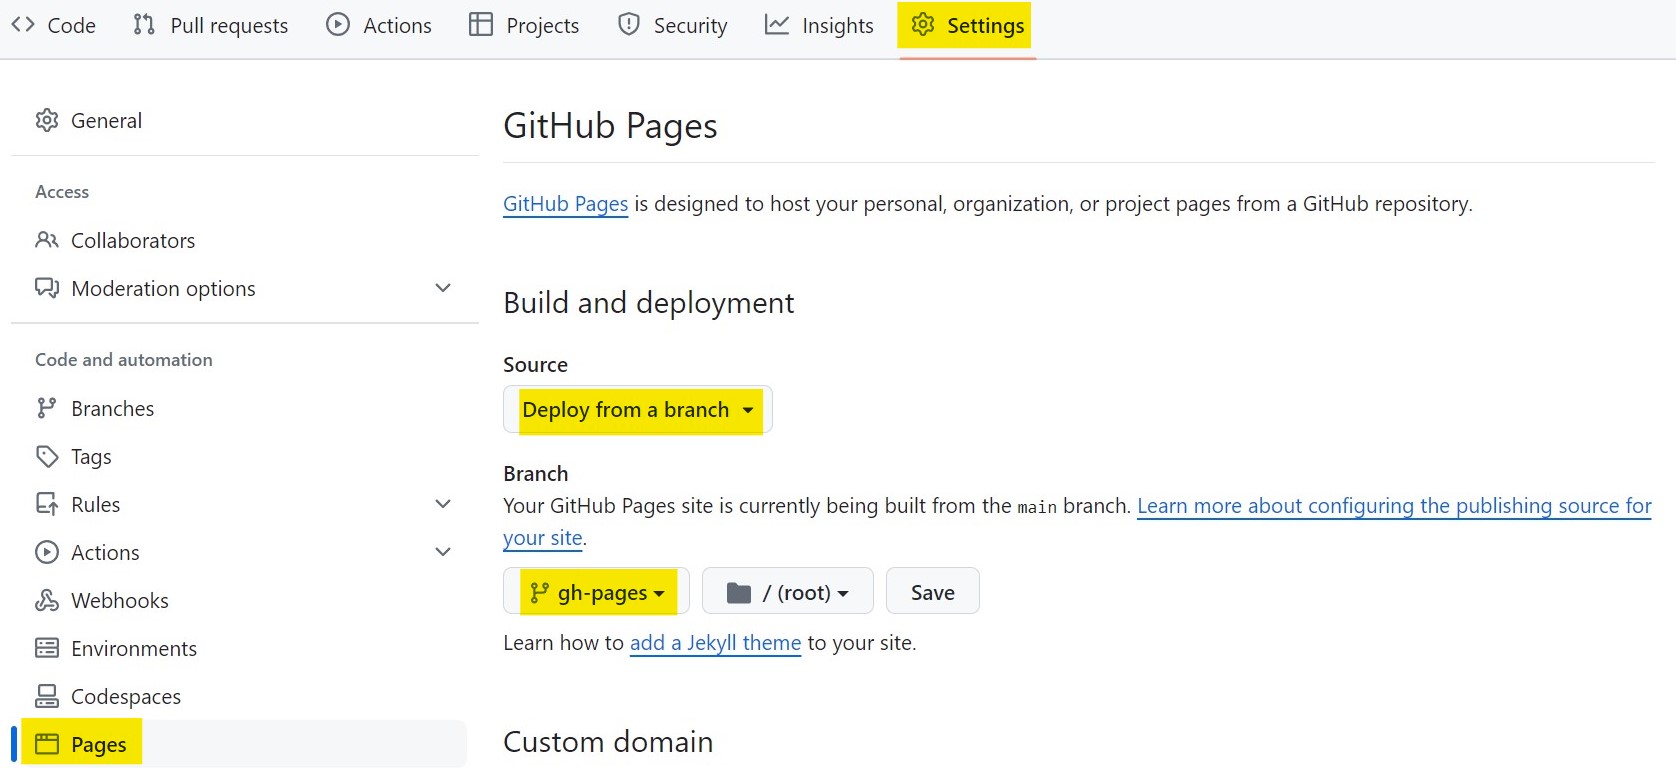 Code Pull requests Actions Projects Security Insights Settings
General
Access
Collaborators
Moderation options
Code and automation
Branches
Tags
Rules
Actions
Webhooks
Environments
Codespaces
Pages
GitHub Pages
GitHub Pages is designed to host your personal, organization, or project pages from a GitHub repository.
Build and deployment
Source
Deploy from a branch
Branch
Your GitHub Pages site is currently being built from the main branch. Learn more about configuring the publishing source for
your site.
gh-pages / (root) Save
Learn how to add a Jekyll theme to your site.
Custom domain